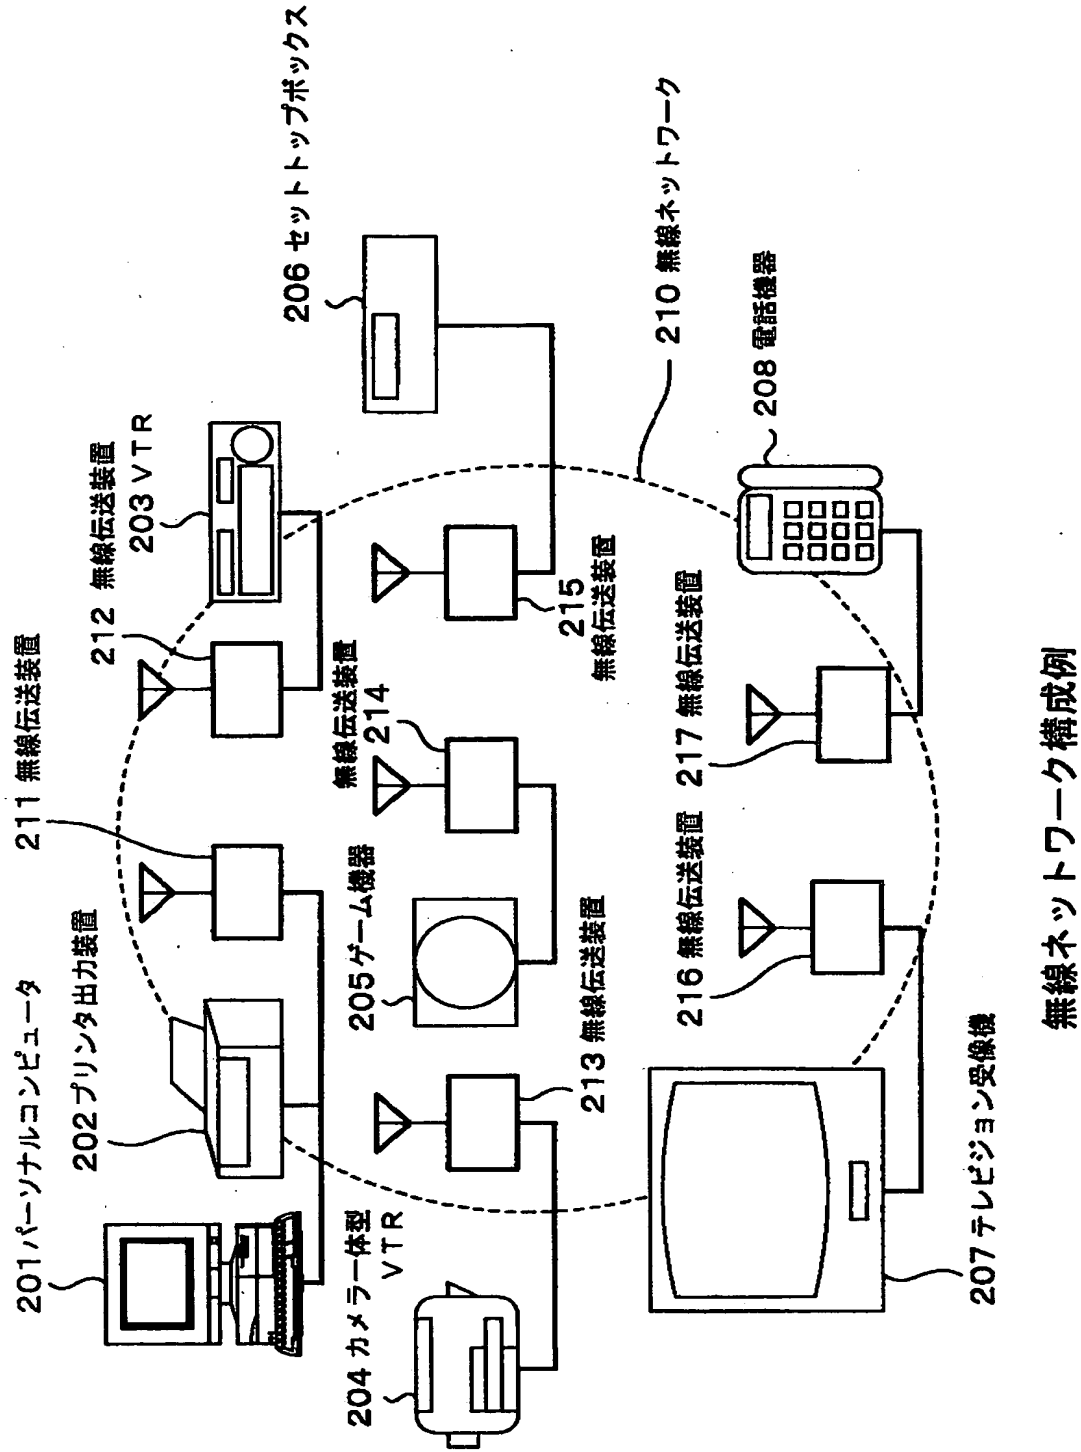 201 パーソナルコンピュータ
202 プリンタ出力装置
211 無線伝送装置
212 無線伝送装置
203 VTR
206 セットトップボックス
204 カメラ一体型
VTR
205 ゲーム機器
無線伝送装置
214
213 無線伝送装置
215
無線伝送装置
210 無線ネットワーク
216 無線伝送装置
217 無線伝送装置
208 電話機器
207 テレビジョン受像機
無線ネットワーク構成例